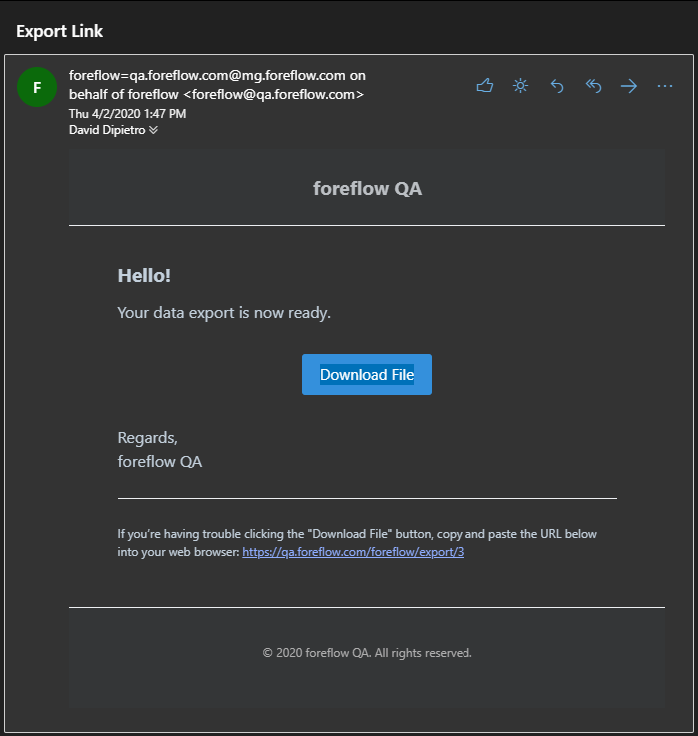 Export Link
F
foreflow=qa.foreflow.com@mg.foreflow.com on
behalf of foreflow <foreflow@qa.foreflow.com>
Thu 4/2/2020 1:47 PM
David Dipietro
foreflow QA
Hello!
Your data export is now ready.
Download File
Regards,
foreflow QA
If you're having trouble clicking the "Download File" button, copy and paste the URL below
into your web browser: https://qa.foreflow.com/foreflow/export/3
© 2020 foreflow QA. All rights reserved.